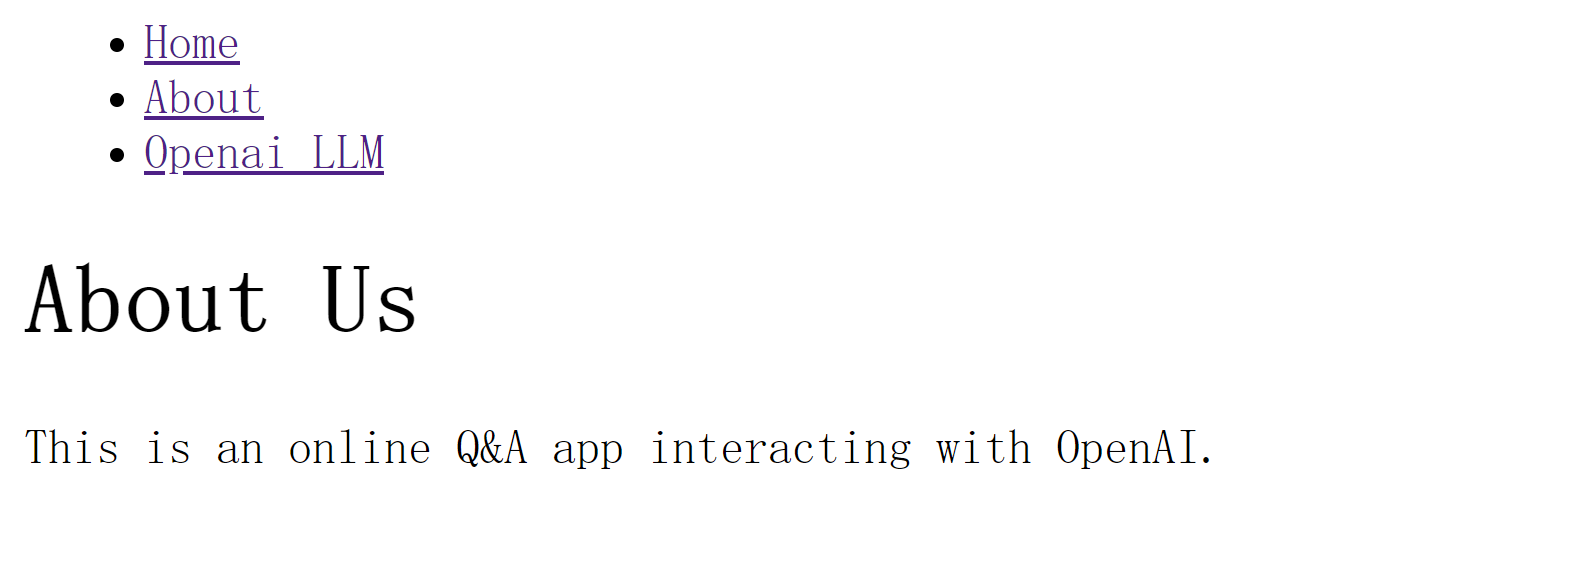 Home
About
Openai LLM
About Us
This is an online Q&A app interacting with OpenAI.